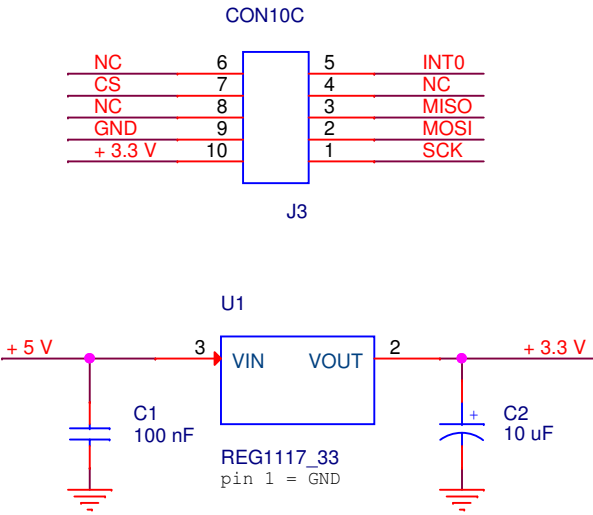 CON10C
NC 6 5 INT0
CS 7 4 NC
NC 8 3 MISO
GND 9 2 MOSI
+ 3.3 V 10 1 SCK
J3
U1
+ 5 V 3 VIN VOUT 2 + 3.3 V
C1
100 nF
+ C2
10 uF
REG1117_33
pin 1 = GND